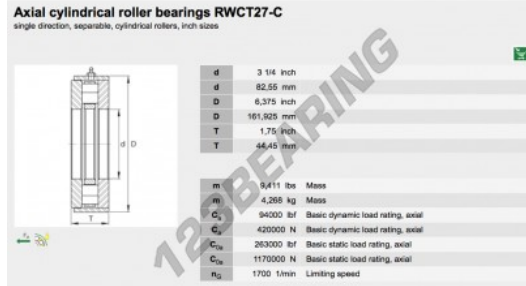 Axial cylindrical roller bearings RWCT27-C
single direction, separable, cylindrical rollers, inch sizes
d 3 1/4 inch
d 82,55 mm
D 6,375 inch
D 161,925 mm
T 1,75 inch
T 44,45 mm
d D
T
m 9,411 lbs Mass
m 4,268 kg Mass
Ca 94000 lbf Basic dynamic load rating, axial
Ca 420000 N Basic dynamic load rating, axial
C0a 263000 lbf Basic static load rating, axial
C0a 1170000 N Basic static load rating, axial
nG 1700 1/min Limiting speed
123BEARING